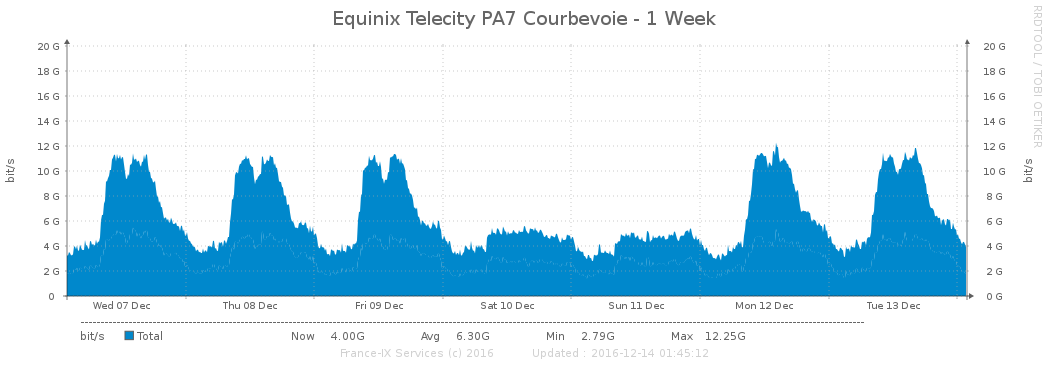 Equinix Telecity PA7 Courbevoie - 1 Week
RRDTOOL / TOBI OETIKER
bit/s
20 G 20 G
18 G 18 G
16 G 16 G
14 G 14 G
12 G 12 G
10 G 10 G
8 G 8 G
6 G 6 G
4 G 4 G
2 G 2 G
0 0 G
bit/s
Wed 07 Dec Thu 08 Dec Fri 09 Dec Sat 10 Dec Sun 11 Dec Mon 12 Dec Tue 13 Dec
bit/s Total Now 4.00G Avg 6.30G Min 2.79G Max 12.25G
France-IX Services (c) 2016 Updated : 2016-12-14 01:45:12